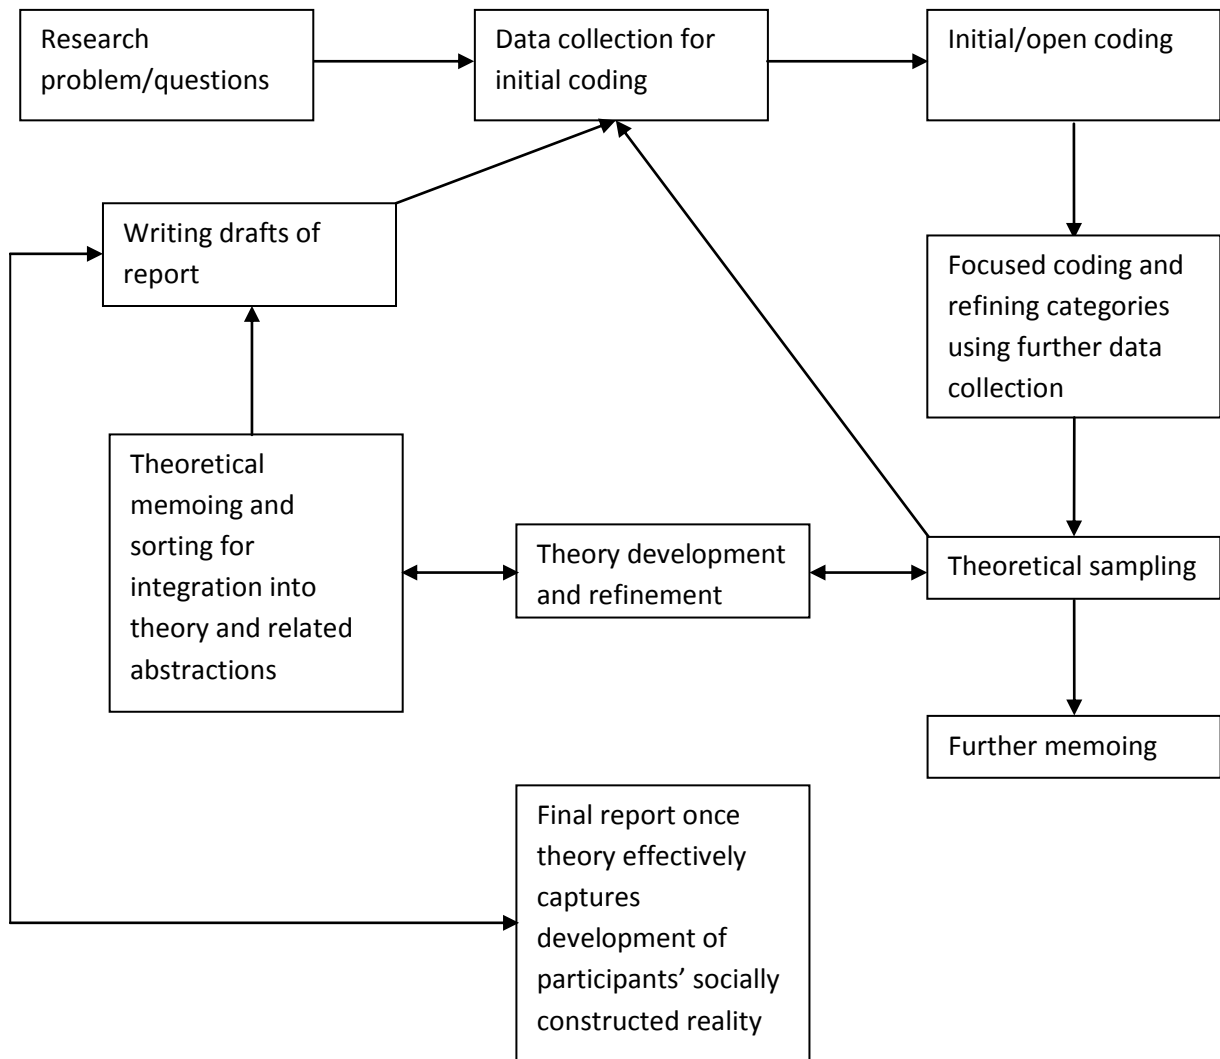 Research
problem/questions
Data collection for
initial coding
Initial/open coding
Writing drafts of
report
Focused coding and
refining categories
using further data
collection
Theoretical
memoing and
sorting for
integration into
theory and related
abstractions
Theory development
and refinement
Theoretical sampling
Further memoing
Final report once
theory effectively
captures
development of
participants’ socially
constructed reality